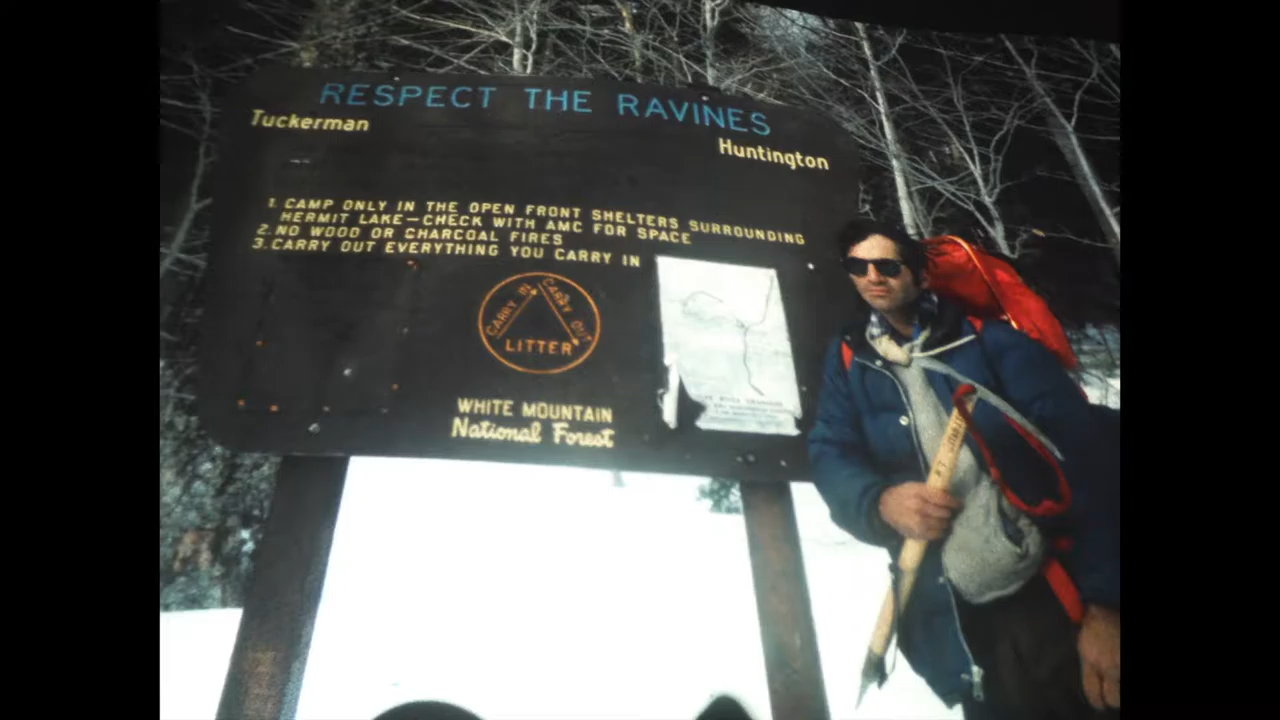 RESPECT THE RAVINES
Tuckerman
Huntington
1. CAMP ONLY IN THE OPEN FRONT SHELTERS SURROUNDING
HERMIT LAKE—CHECK WITH AMC FOR SPACE
2. NO WOOD OR CHARCOAL FIRES
3. CARRY OUT EVERYTHING YOU CARRY IN
CARRY IN
CARRY OUT
LITTER
WHITE MOUNTAIN
National Forest